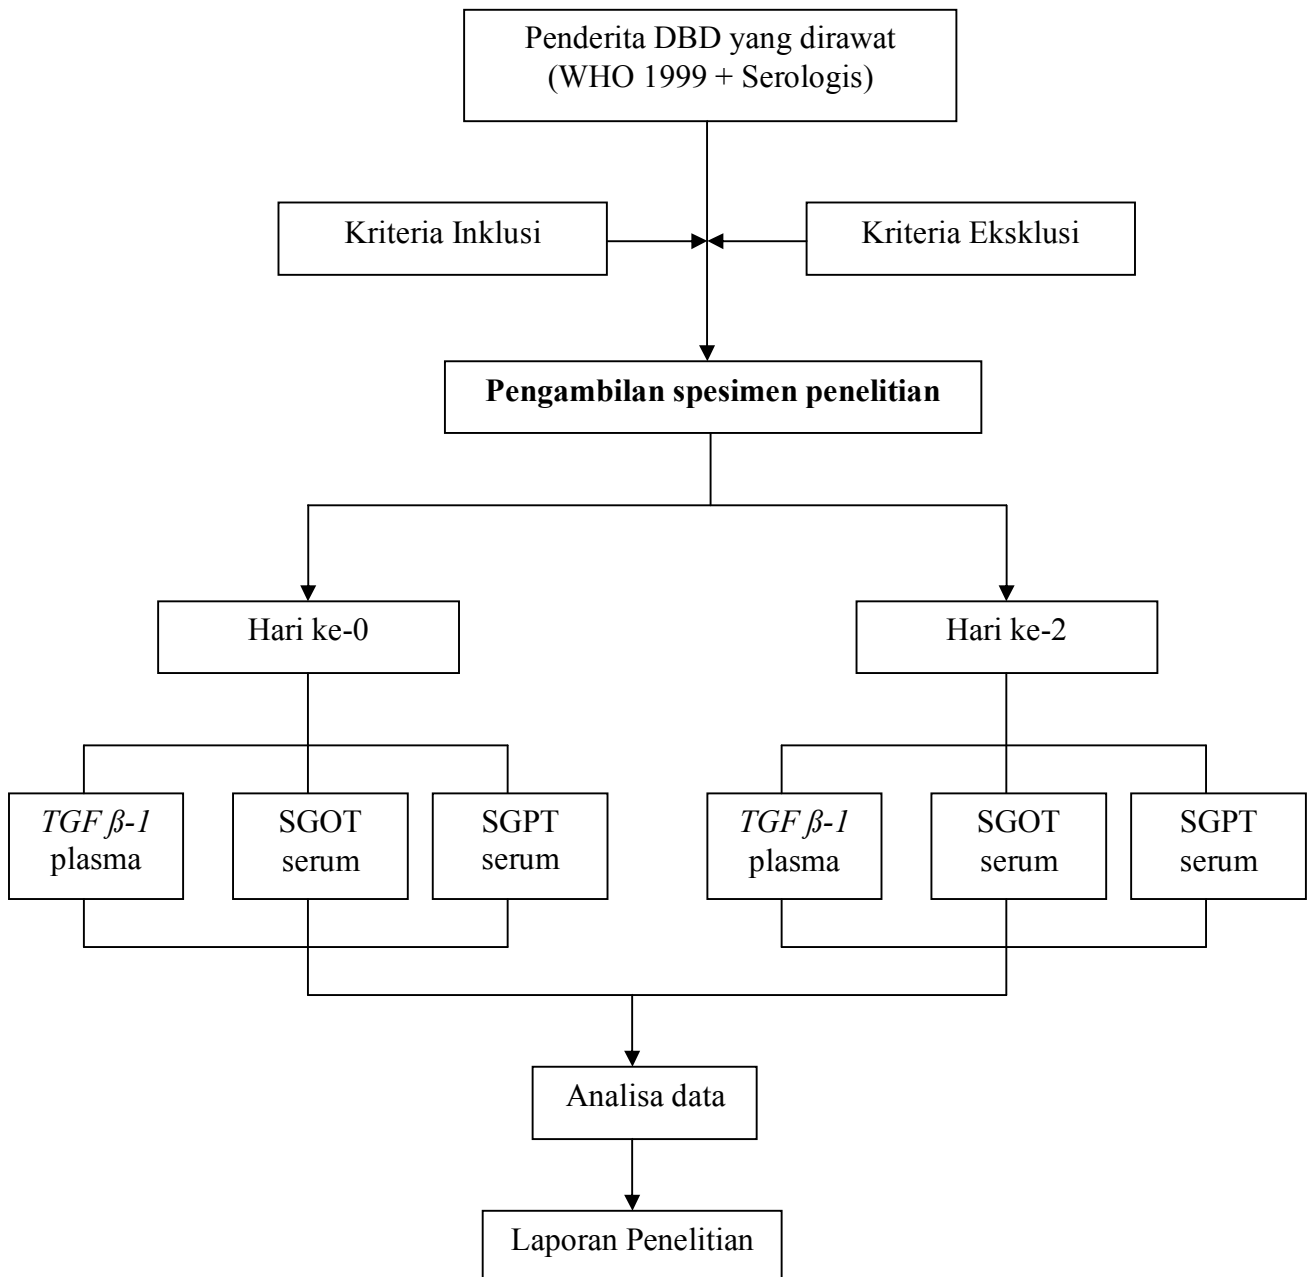 Penderita DBD yang dirawat
(WHO 1999 + Serologis)
Kriteria Inklusi
Kriteria Eksklusi
Pengambilan spesimen penelitian
Hari ke-0
Hari ke-2
TGF ß-1
plasma
SGOT
serum
SGPT
serum
TGF ß-1
plasma
SGOT
serum
SGPT
serum
Analisa data
Laporan Penelitian